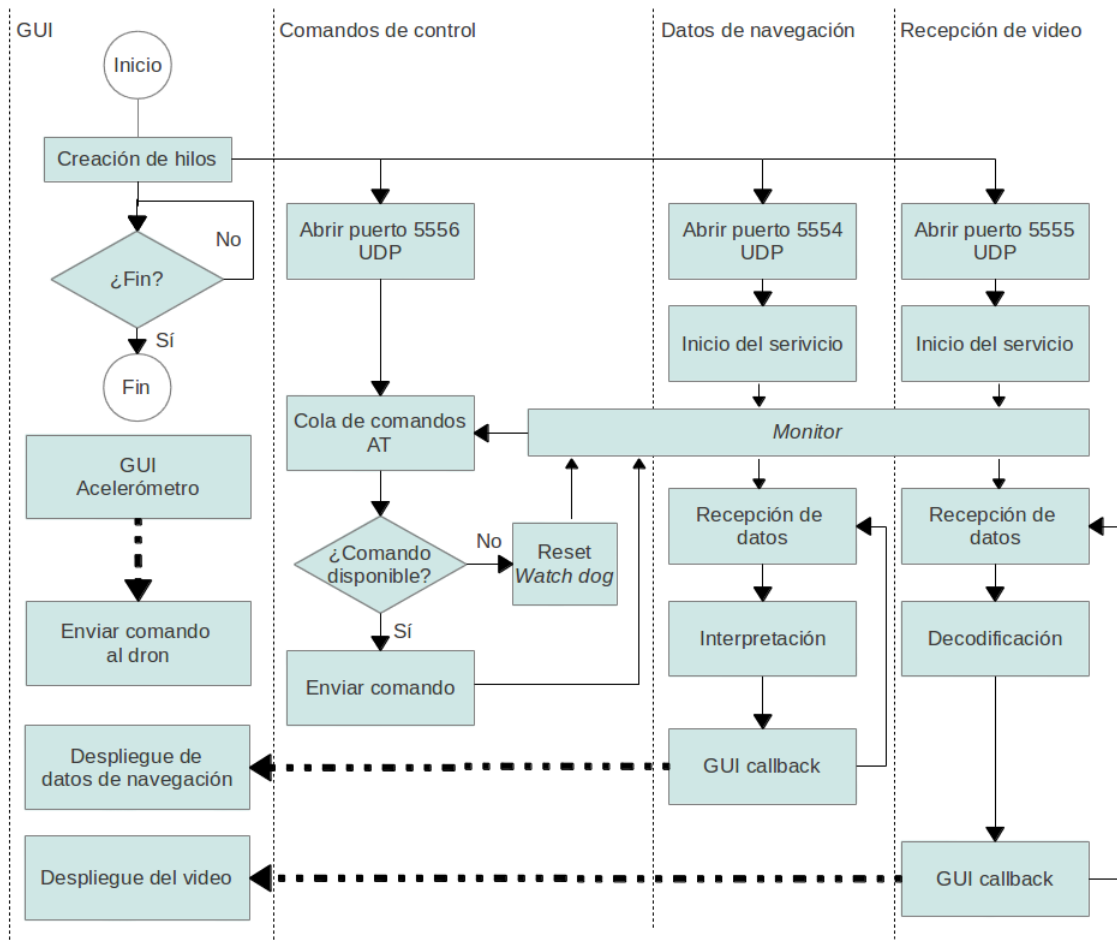 GUI
Comandos de control
Datos de navegación
Recepción de video
Inicio
Creación de hilos
No
¿Fin?
Sí
Fin
GUI
Acelerómetro
Enviar comando
al dron
Despliegue de
datos de navegación
Despliegue del video
Abrir puerto 5556
UDP
Cola de comandos
AT
¿Comando
disponible?
No
Reset
Watch dog
Sí
Enviar comando
Abrir puerto 5554
UDP
Inicio del serivicio
Monitor
Recepción de
datos
Interpretación
GUI callback
Abrir puerto 5555
UDP
Inicio del servicio
Recepción de
datos
Decodificación
GUI callback